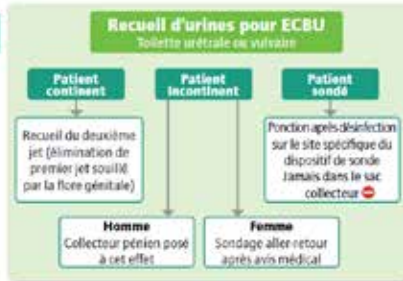 Recueil d'urines pour ECBU
Toilette urétrale ou vulvaire
Patient
continent
Patient
incontinent
Patient
sondé
Recueil du deuxième
jet (élimination de
premier jet souillé
par la flore génitale)
Ponction après désinfection
sur le site spécifique du
dispositif de sonde
Jamais dans le sac
collecteur
Homme
Collecteur pénien posé
à cet effet
Femme
Sondage aller-retour
après avis médical